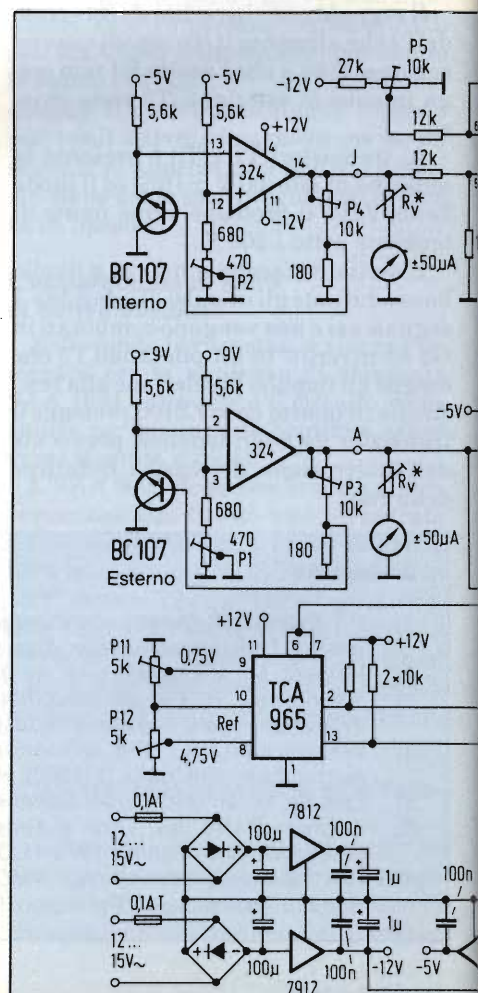 -5V
-5V
5,6k
5,6k
+12V
-12V
27k
P5
10k
12k
13
4
14
J
12k
324
12
11
-12V
P4
10k
Rv*
680
470
P2
180
±50µA
BC107
Interno
-9V
-9V
5,6k
5,6k
2
1
A
-5V
324
3
P3
10k
Rv*
680
470
P1
180
±50µA
BC107
Esterno
+12V
11
6
7
+12V
P11
5k
0,75V
9
2×10k
10
TCA
965
2
P12
5k
Ref
8
13
4,75V
1
0,1AT
7812
100n
12...
15V~
100µ
1µ
100n
0,1AT
12...
15V~
100µ
100n
1µ
-12V
-5V
7912